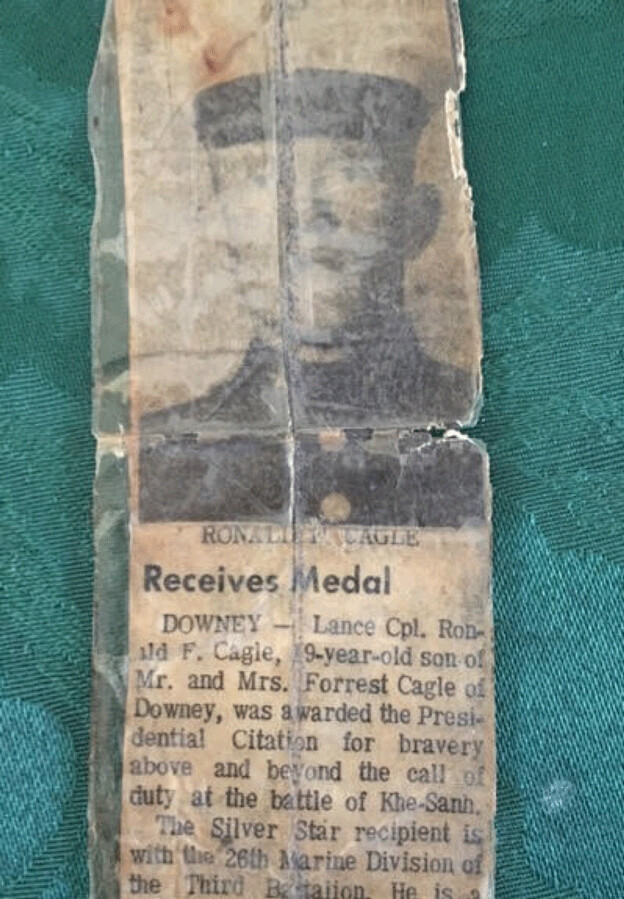 RONALD F. CAGLE
Receives Medal
DOWNEY — Lance Cpl. Ron-
ald F. Cagle, 19-year-old son of
Mr. and Mrs. Forrest Cagle of
Downey, was awarded the Presi-
dential Citation for bravery
above and beyond the call of
duty at the battle of Khe-Sanh.
The Silver Star recipient is
with the 26th Marine Division of
the Third Battalion. He is a